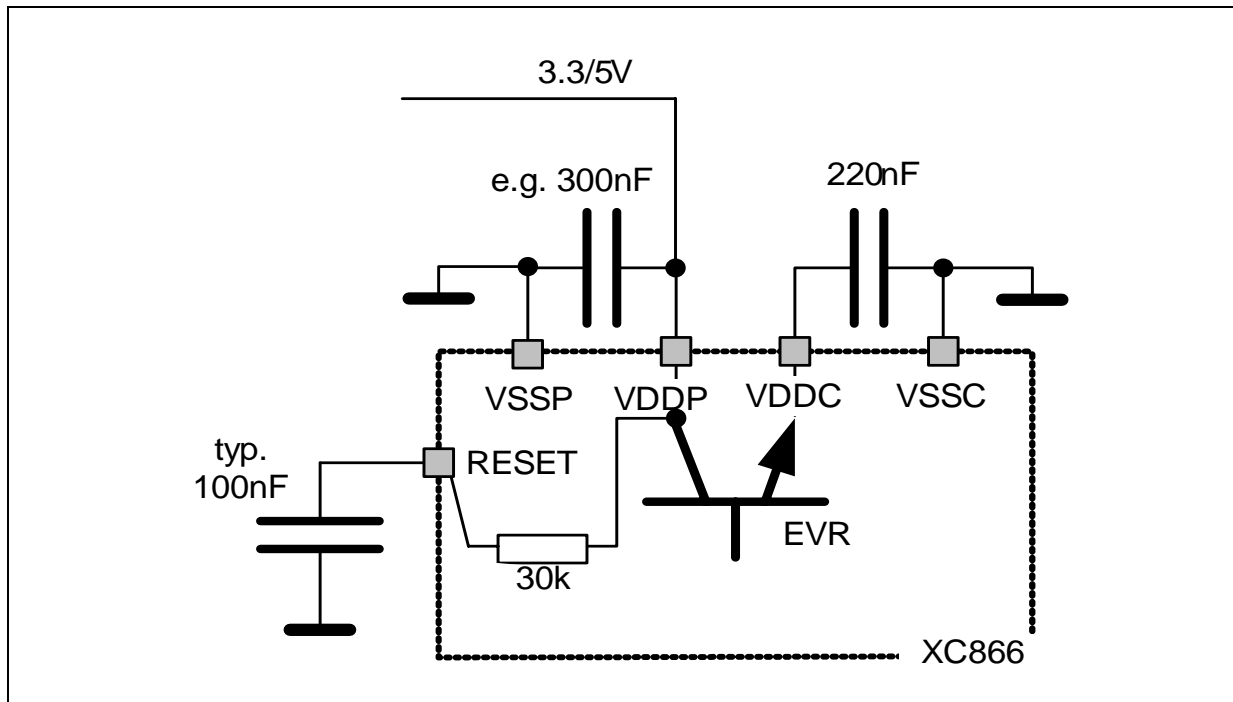 3.3/5V
e.g. 300nF
220nF
VSSP
VDDP
VDDC
VSSC
typ.
100nF
RESET
EVR
30k
XC866